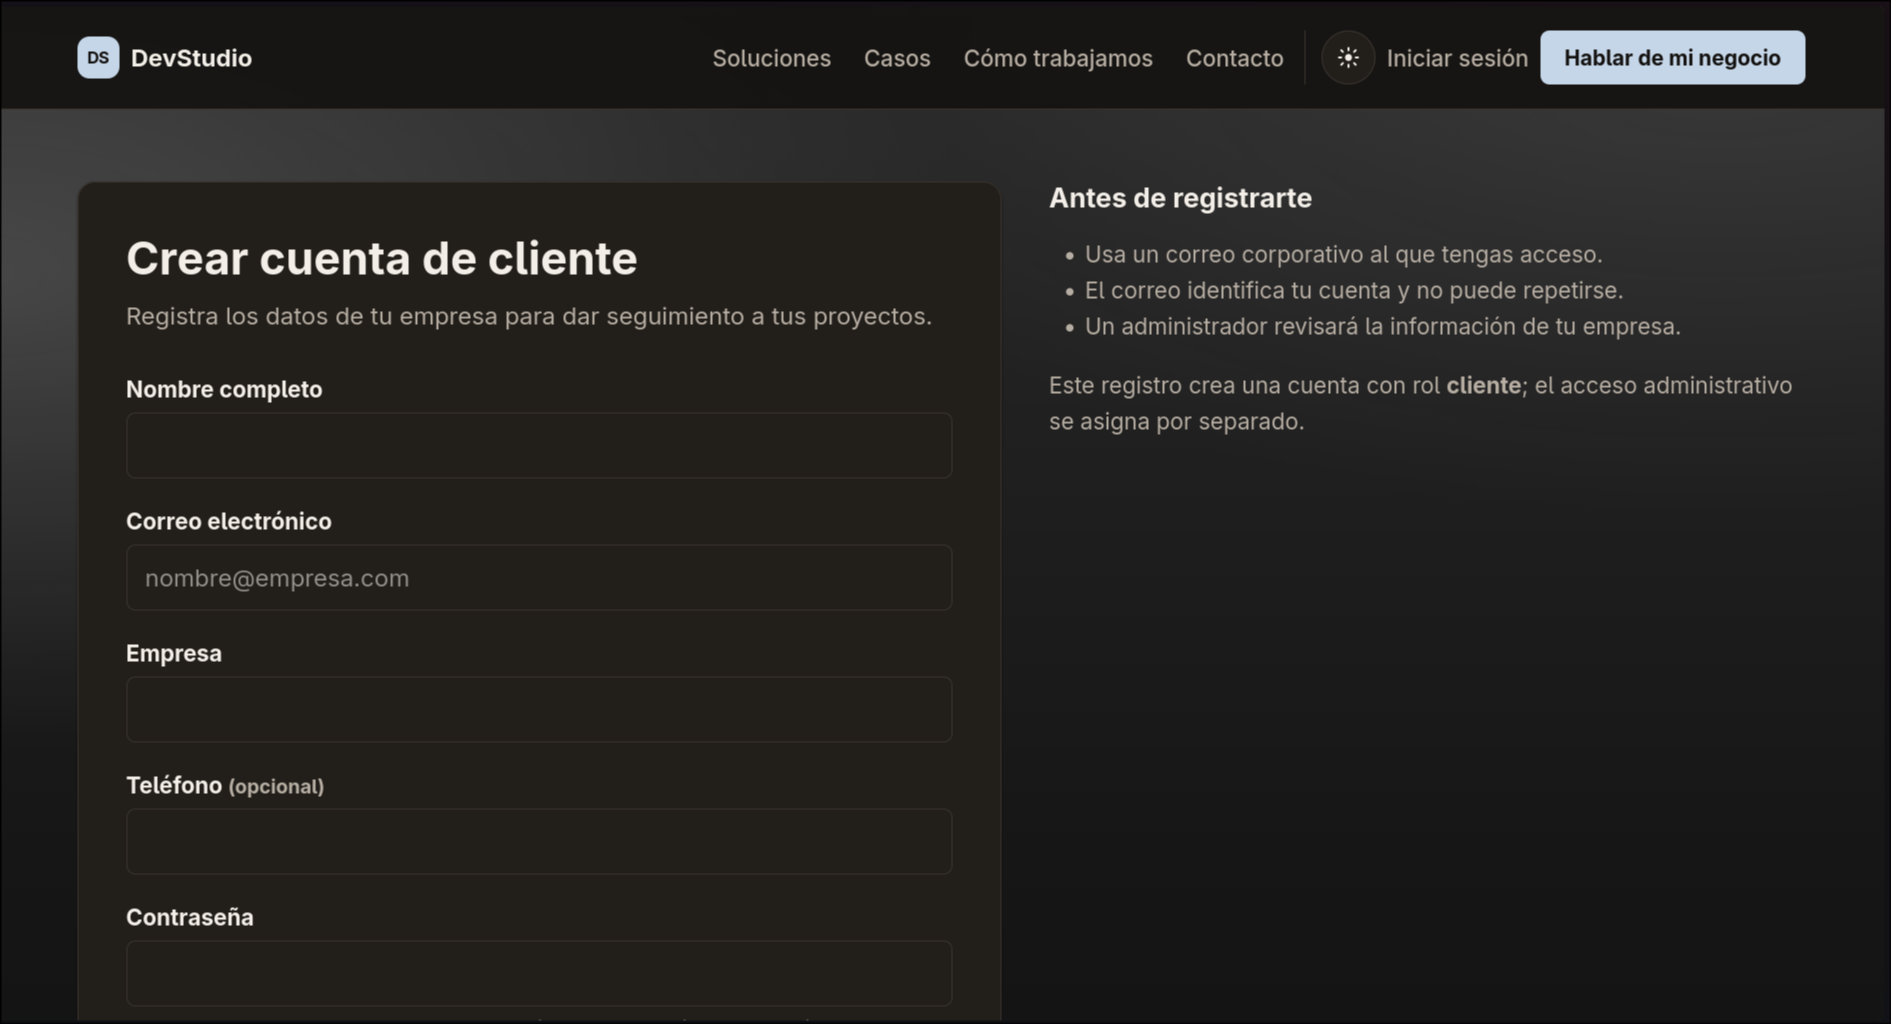 DS DevStudio
Soluciones Casos Cómo trabajamos Contacto Iniciar sesión Hablar de mi negocio
Crear cuenta de cliente
Registra los datos de tu empresa para dar seguimiento a tus proyectos.
Nombre completo
Correo electrónico
nombre@empresa.com
Empresa
Teléfono (opcional)
Contraseña
Antes de registrarte
• Usa un correo corporativo al que tengas acceso.
• El correo identifica tu cuenta y no puede repetirse.
• Un administrador revisará la información de tu empresa.
Este registro crea una cuenta con rol cliente; el acceso administrativo
se asigna por separado.